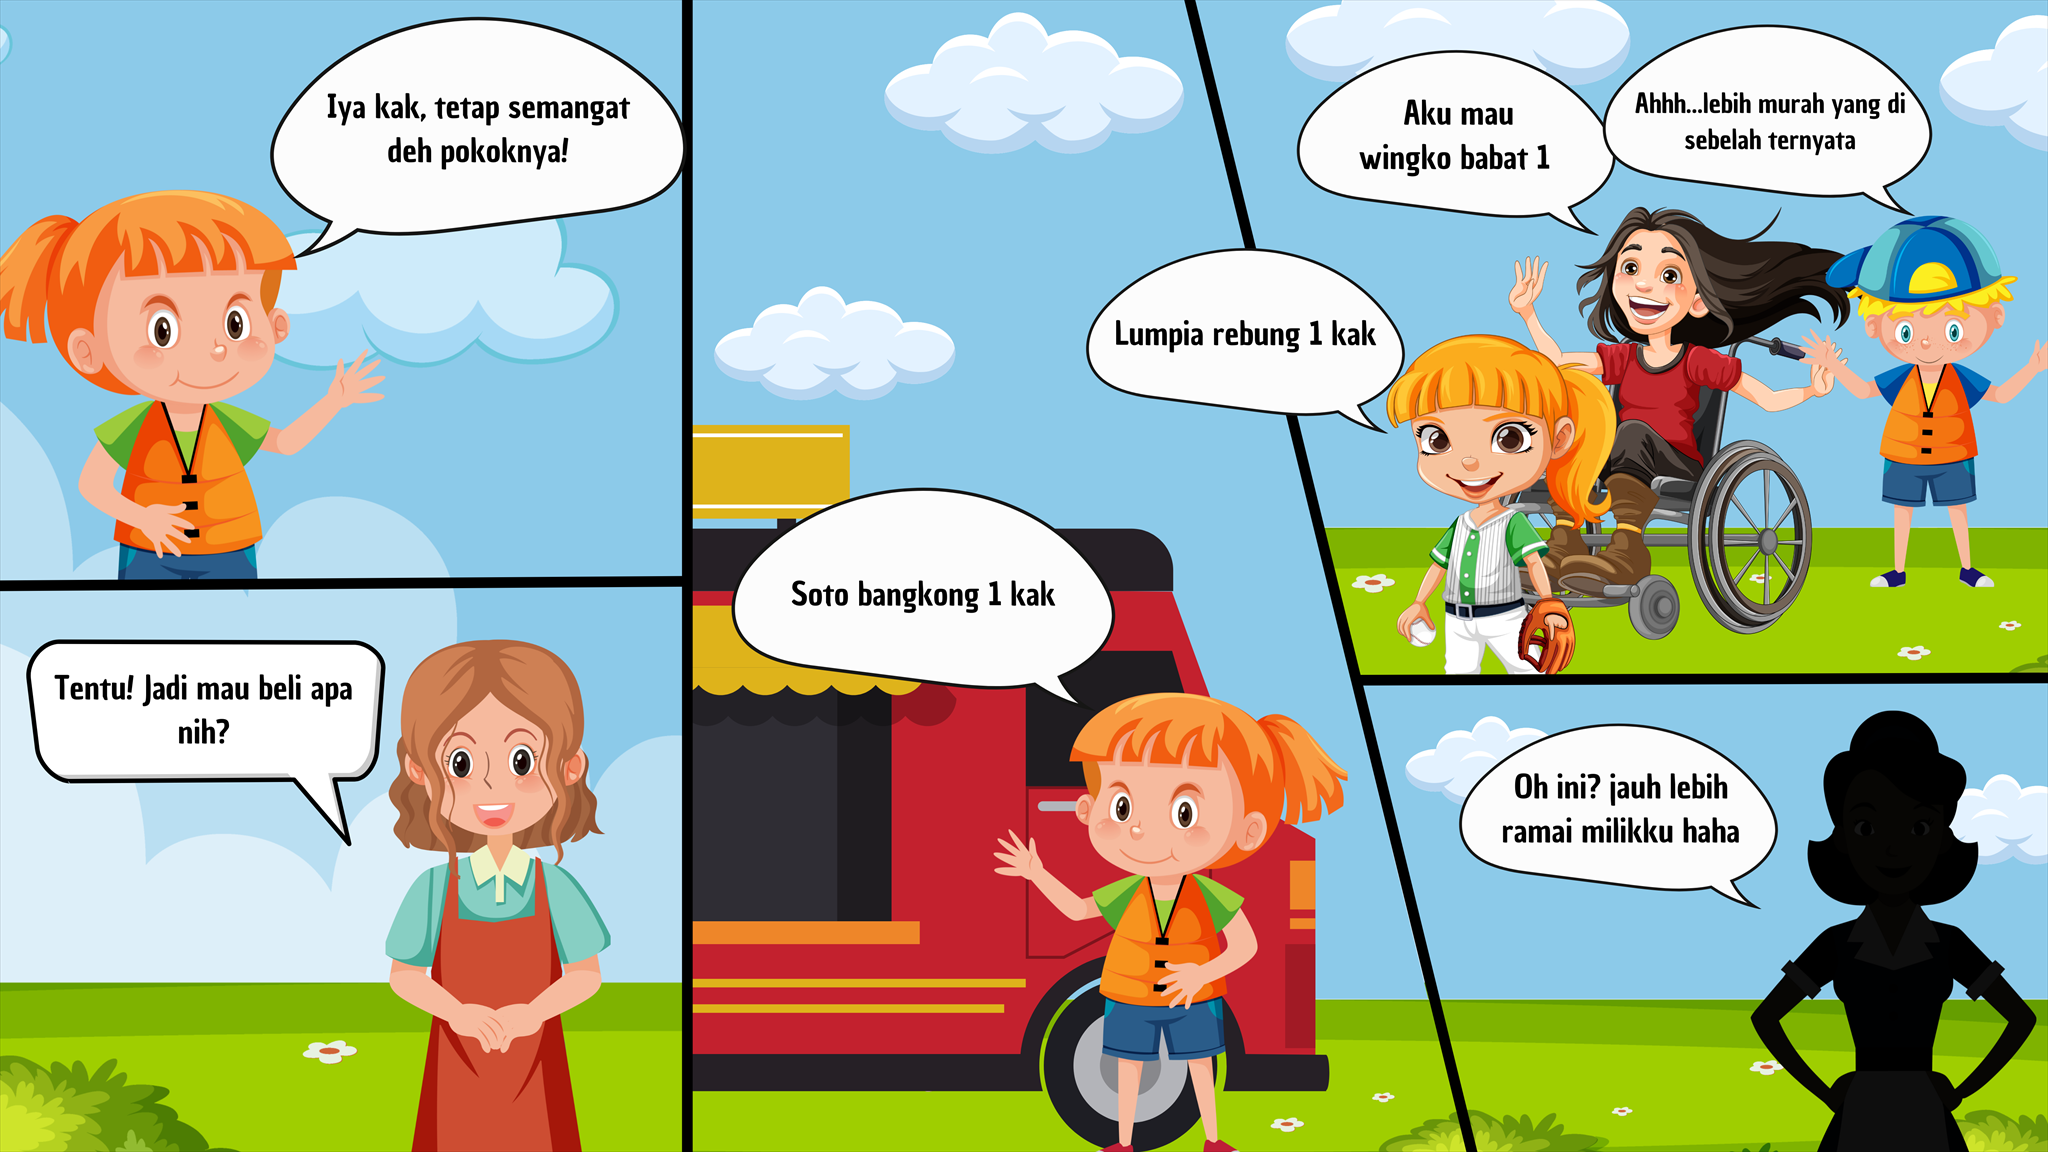 Iya kak, tetap semangat
deh pokoknya!
Tentu! Jadi mau beli apa
nih?
Soto bangkong 1 kak
Lumpia rebung 1 kak
Aku mau
wingko babat 1
Ahhh...lebih murah yang di
sebelah ternyata
Oh ini? jauh lebih
ramai milikku haha